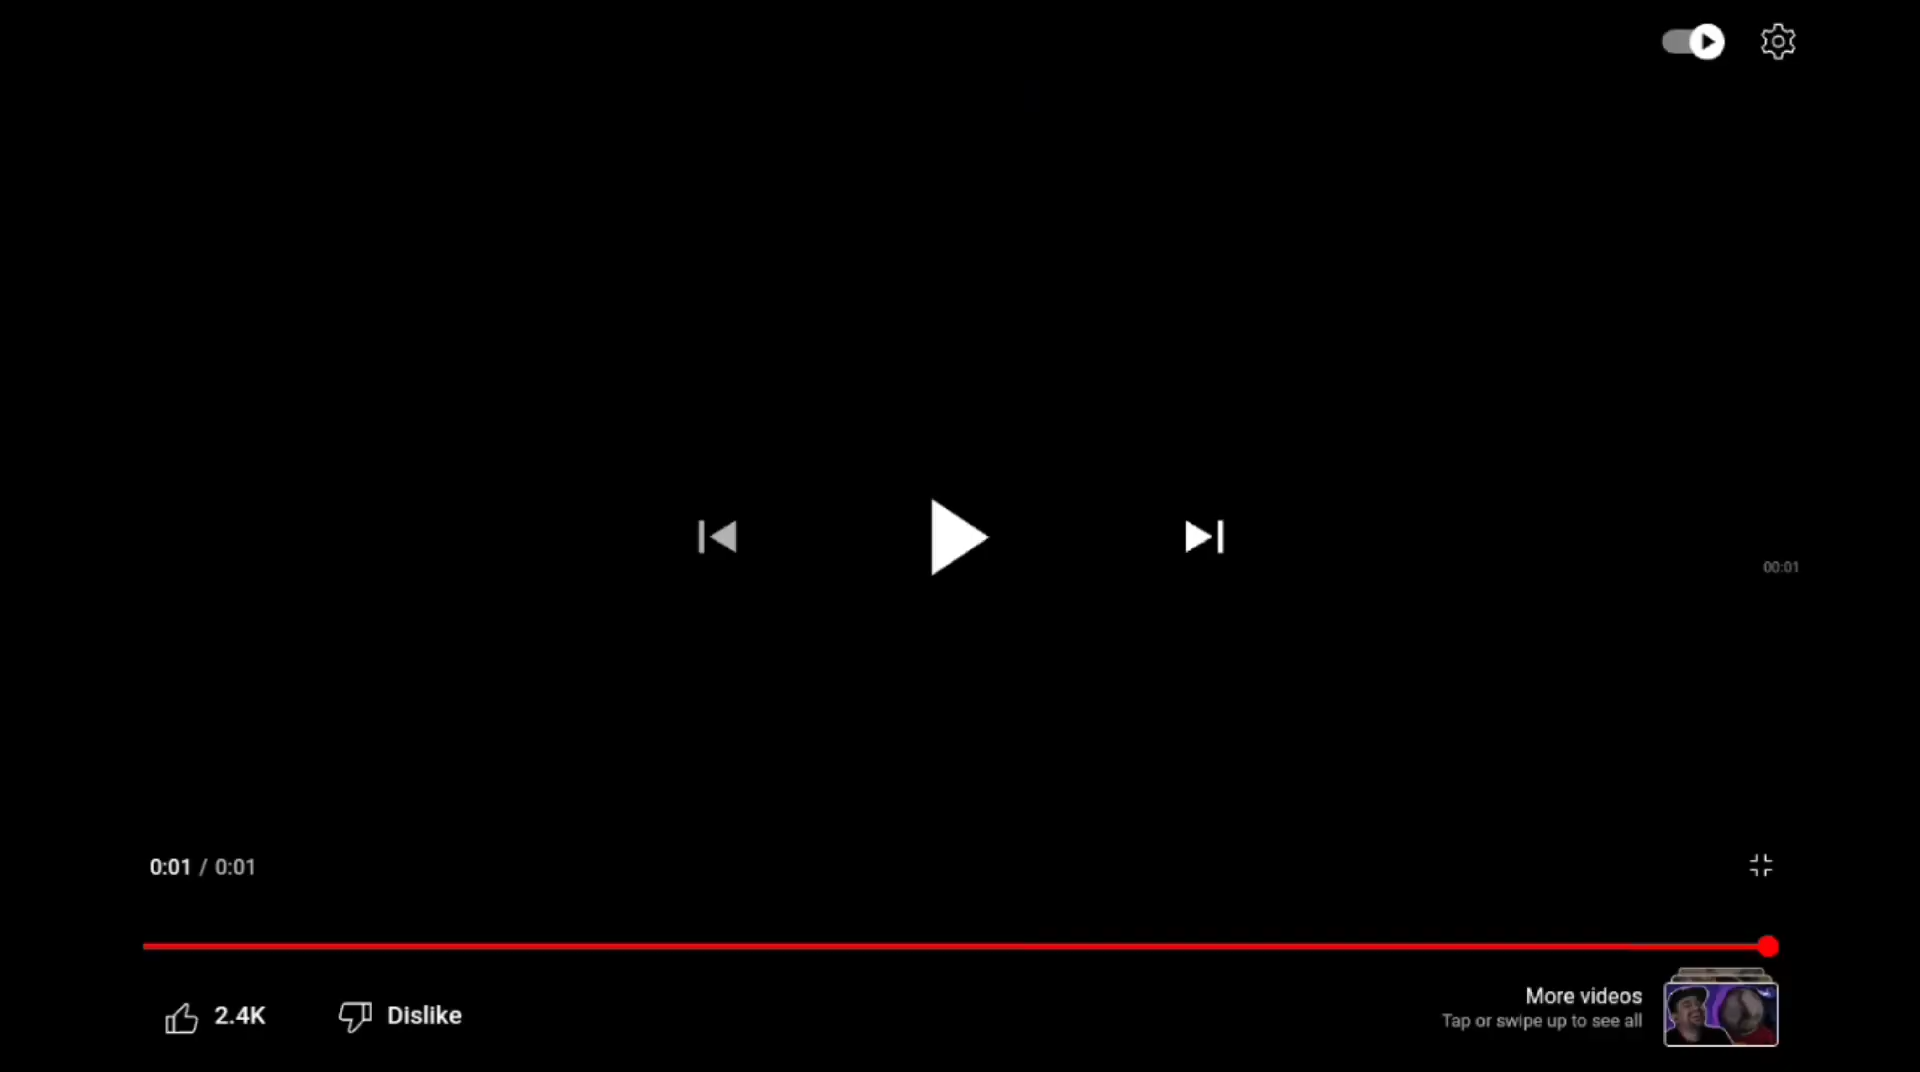 00:01
0:01 / 0:01
2.4K
Dislike
More videos
Tap or swipe up to see all